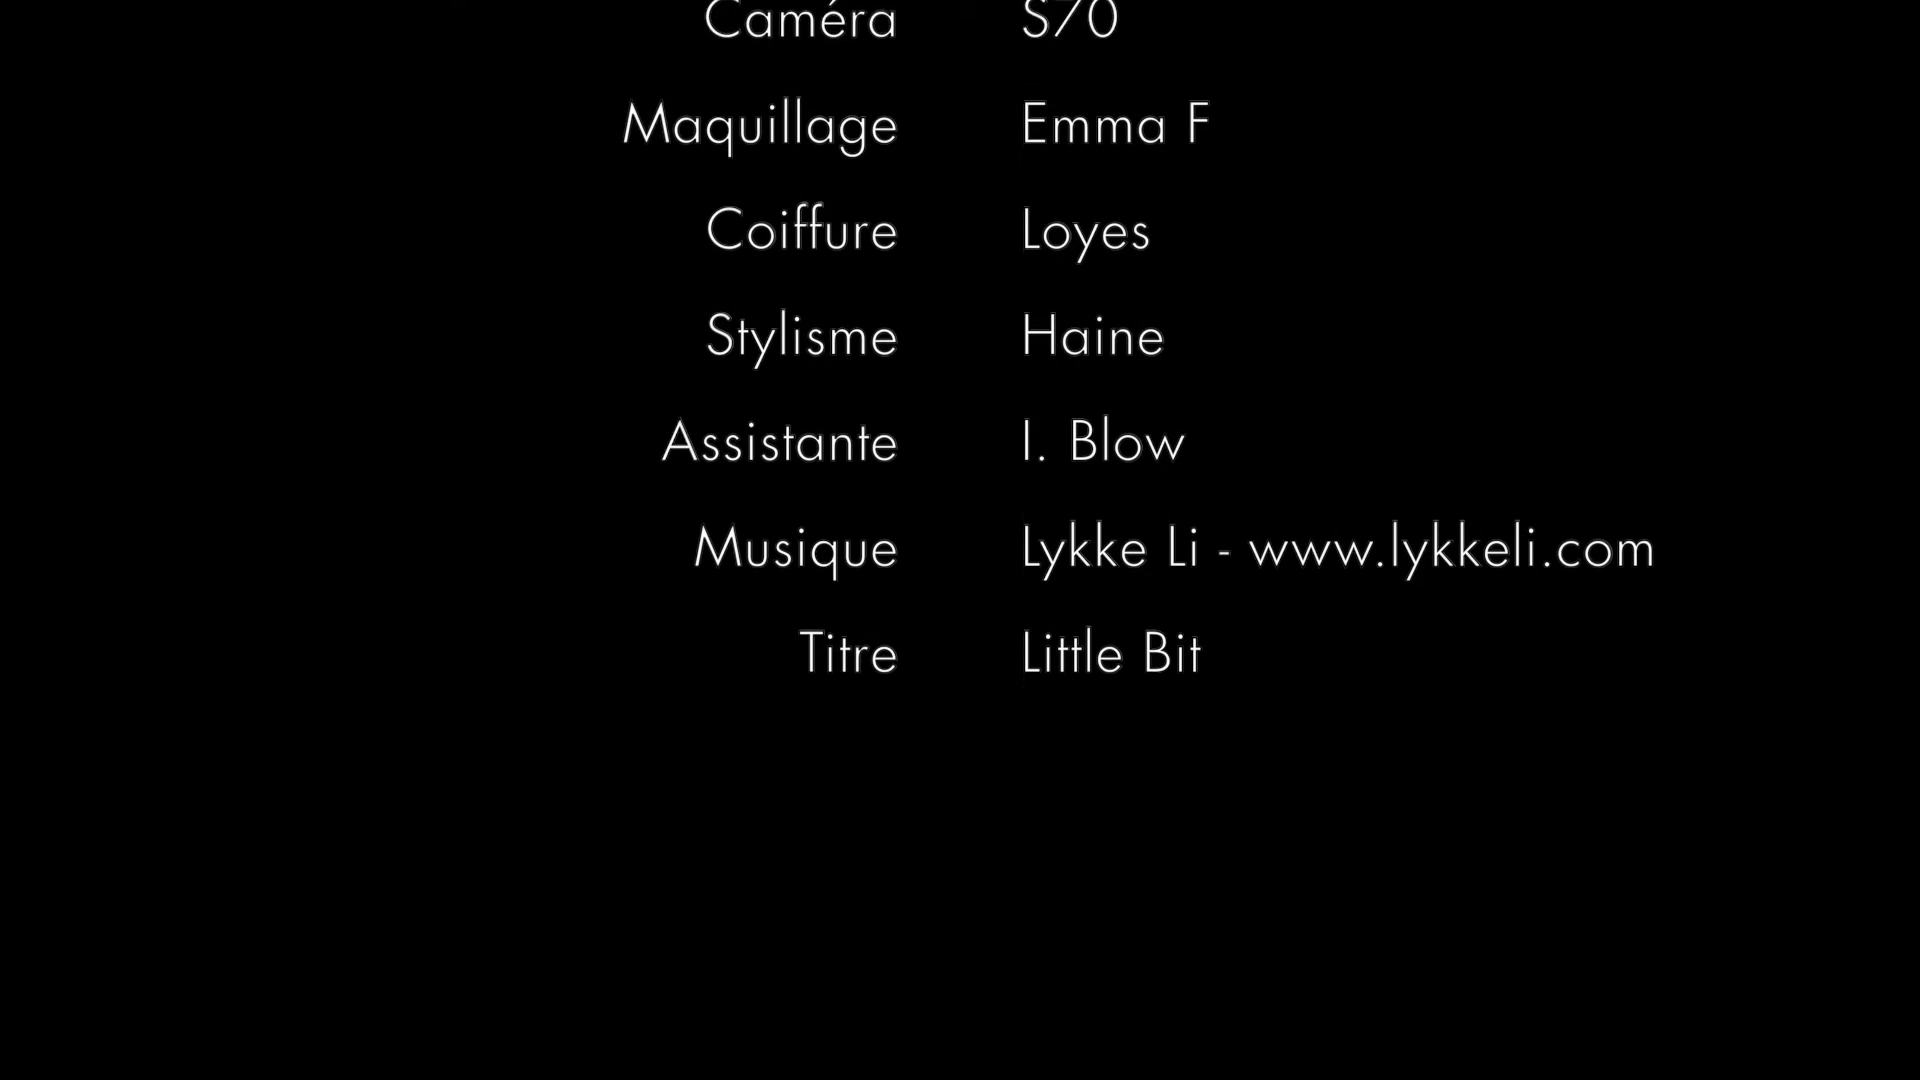 Caméra S70
Maquillage Emma F
Coiffure Loyes
Stylisme Haine
Assistante I. Blow
Musique Lykke Li - www.lykkeli.com
Titre Little Bit